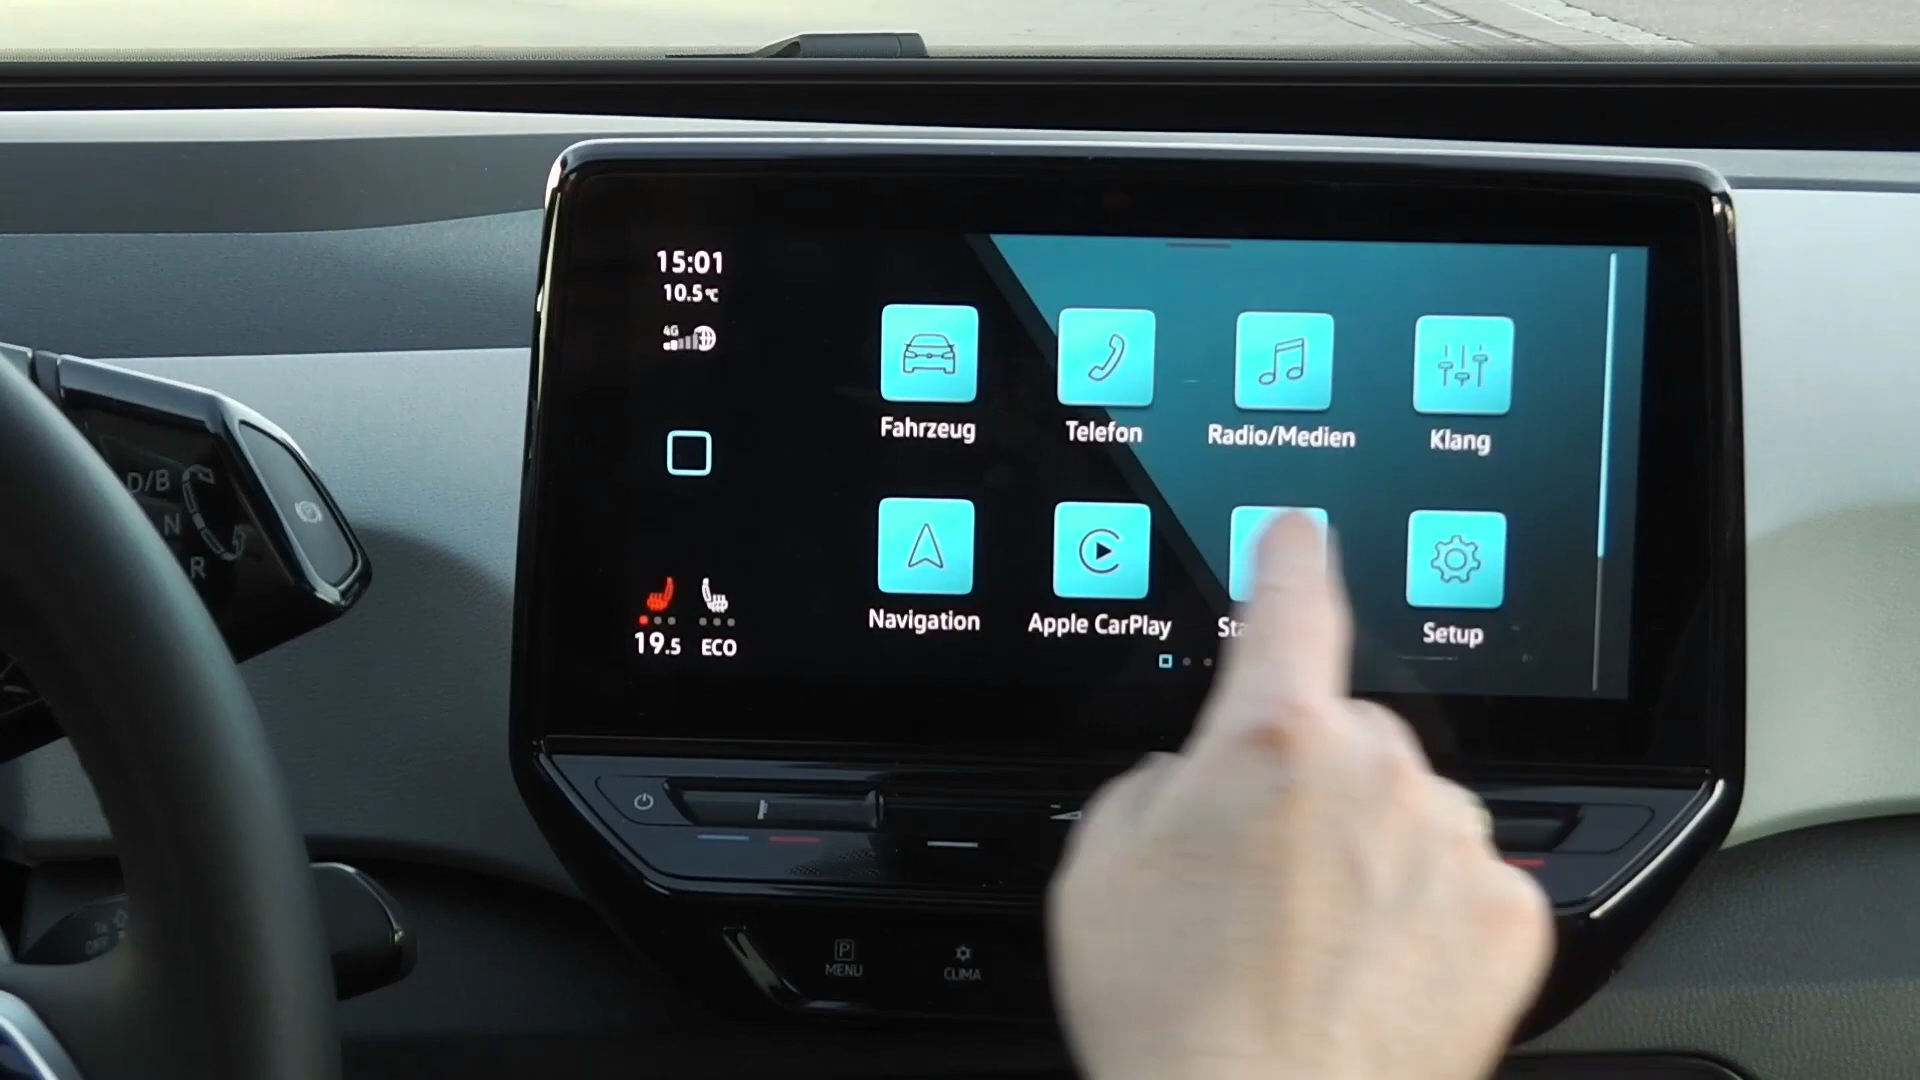 15:01
10.5°C
4G
Fahrzeug
Telefon
Radio/Medien
Klang
D/B
N
R
Navigation
Apple CarPlay
Setup
19.5
ECO
P
MENU
CLIMA